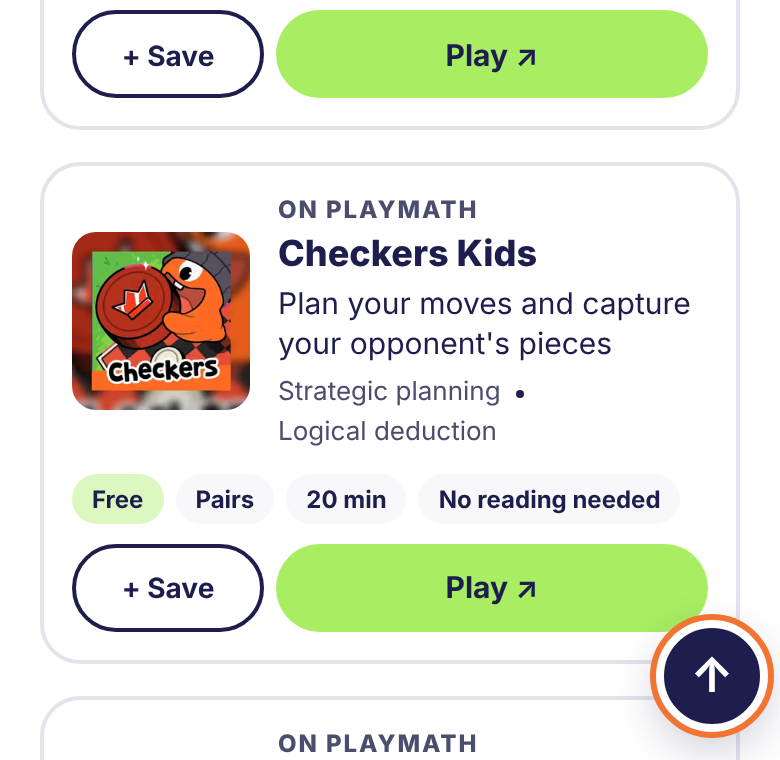 + Save
Play ↗
ON PLAYMATH
Checkers Kids
Plan your moves and capture
your opponent's pieces
Strategic planning •
Logical deduction
Checkers
Free
Pairs
20 min
No reading needed
+ Save
Play ↗
ON PLAYMATH